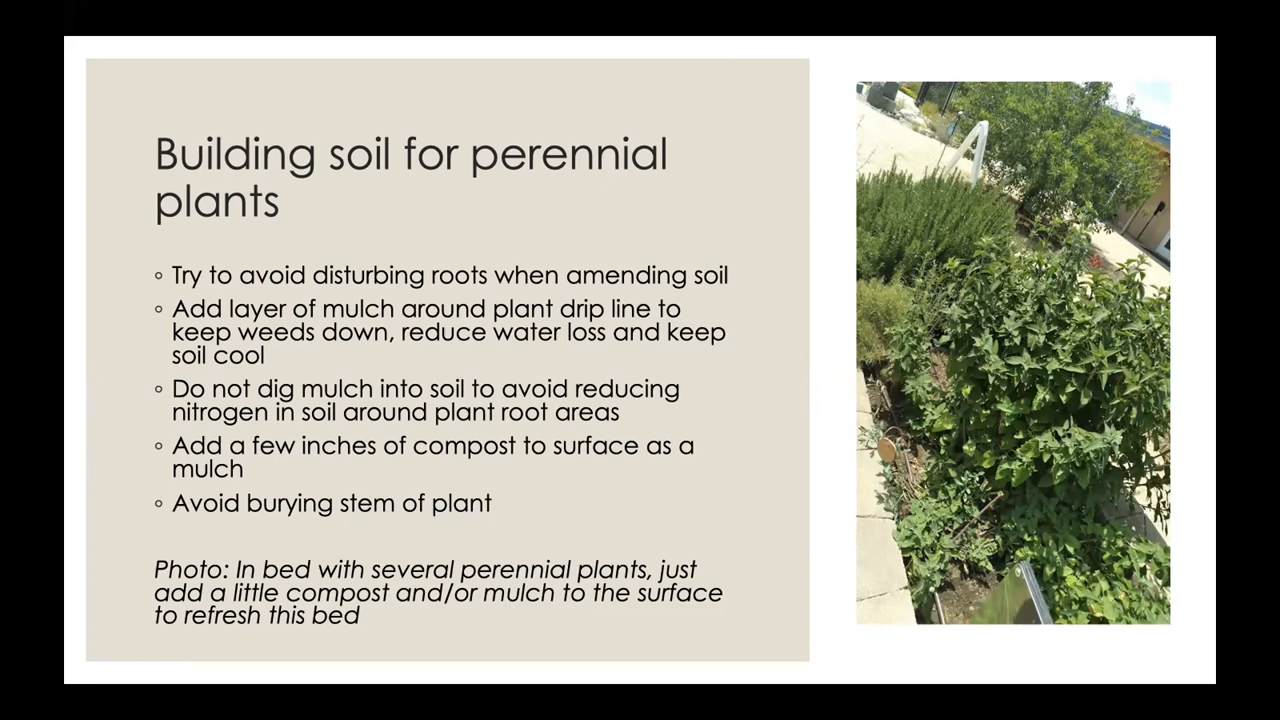 Building soil for perennial
plants
◦ Try to avoid disturbing roots when amending soil
◦ Add layer of mulch around plant drip line to
keep weeds down, reduce water loss and keep
soil cool
◦ Do not dig mulch into soil to avoid reducing
nitrogen in soil around plant root areas
◦ Add a few inches of compost to surface as a
mulch
◦ Avoid burying stem of plant
Photo: In bed with several perennial plants, just
add a little compost and/or mulch to the surface
to refresh this bed